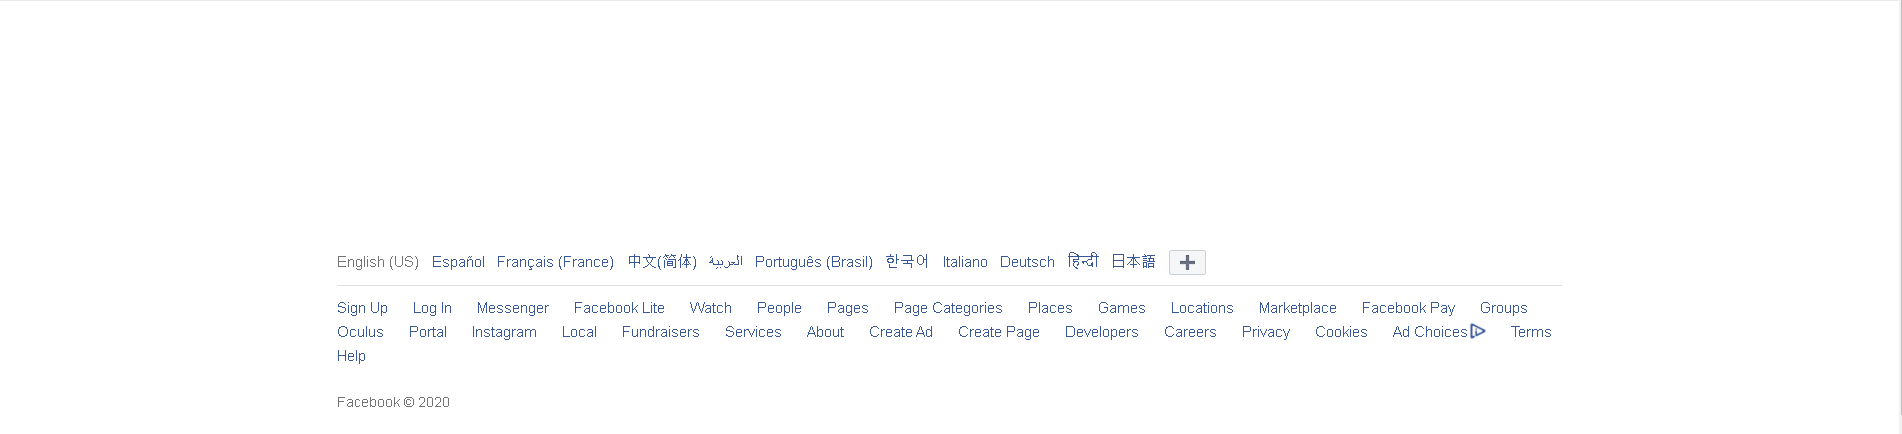 English (US) Español Français (France) 中文(简体) العربية Português (Brasil) 한국어 Italiano Deutsch हिन्दी 日本語
Sign Up Log In Messenger Facebook Lite Watch People Pages Page Categories Places Games Locations Marketplace Facebook Pay Groups
Oculus Portal Instagram Local Fundraisers Services About Create Ad Create Page Developers Careers Privacy Cookies Ad Choices Terms
Help
Facebook © 2020